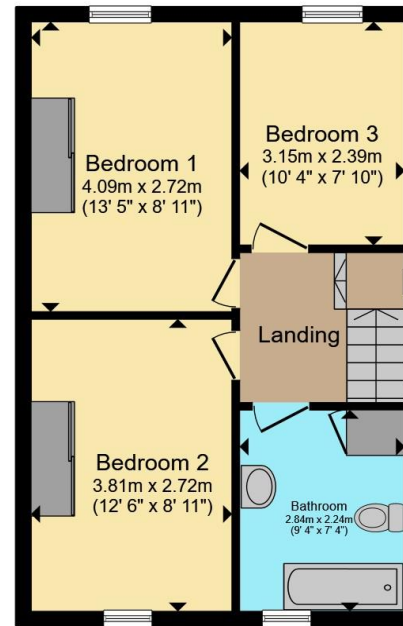 Bedroom 1
4.09m x 2.72m
(13' 5" x 8' 11")
Bedroom 3
3.15m x 2.39m
(10' 4" x 7' 10")
Landing
Bedroom 2
3.81m x 2.72m
(12' 6" x 8' 11")
Bathroom
2.84m x 2.24m
(9' 4" x 7' 4")